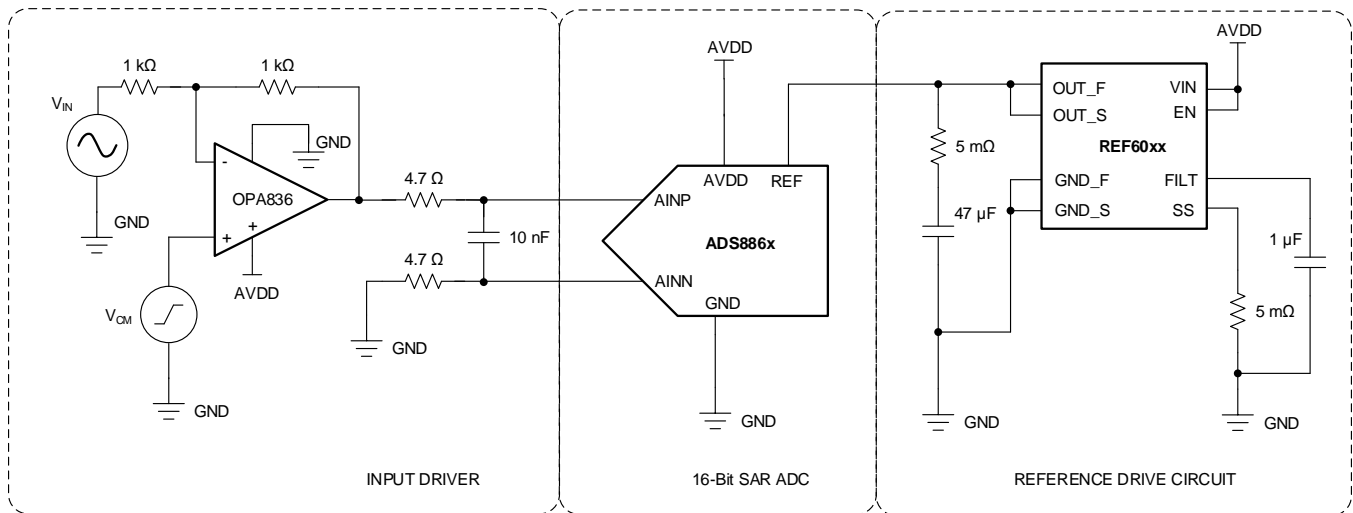 1 kΩ
1 kΩ
V_IN
GND
-
+
OPA836
+
GND
AVDD
V_CM
GND
4.7 Ω
10 nF
4.7 Ω
GND
INPUT DRIVER
AVDD
AVDD
REF
AINP
ADS886x
AINN
GND
GND
16-Bit SAR ADC
AVDD
OUT_F
OUT_S
VIN
EN
REF60xx
GND_F
GND_S
FILT
SS
5 mΩ
47 µF
1 µF
5 mΩ
GND
GND
REFERENCE DRIVE CIRCUIT